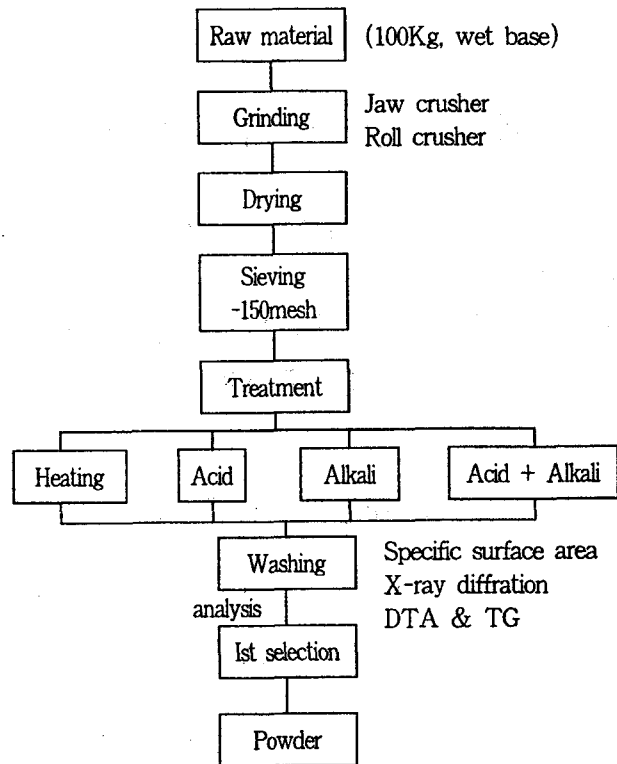 Raw material (100Kg, wet base)
Grinding
Jaw crusher
Roll crusher
Drying
Sieving
-150mesh
Treatment
Heating
Acid
Alkali
Acid + Alkali
Washing
Specific surface area
X-ray diffration
DTA & TG
analysis
Ist selection
Powder